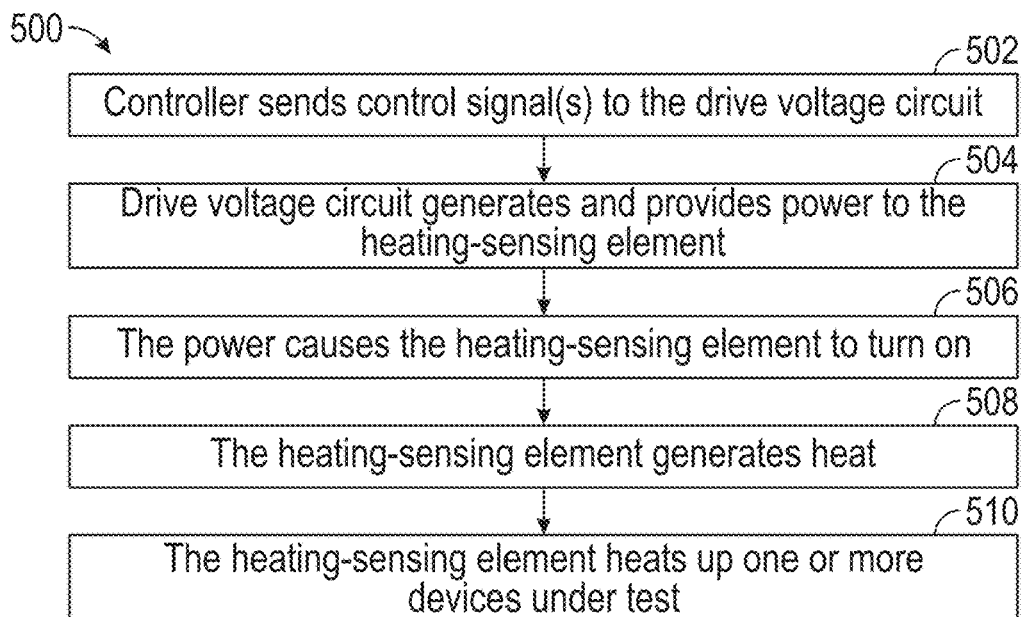 500
502
Controller sends control signal(s) to the drive voltage circuit
504
Drive voltage circuit generates and provides power to the
heating-sensing element
506
The power causes the heating-sensing element to turn on
508
The heating-sensing element generates heat
510
The heating-sensing element heats up one or more
devices under test